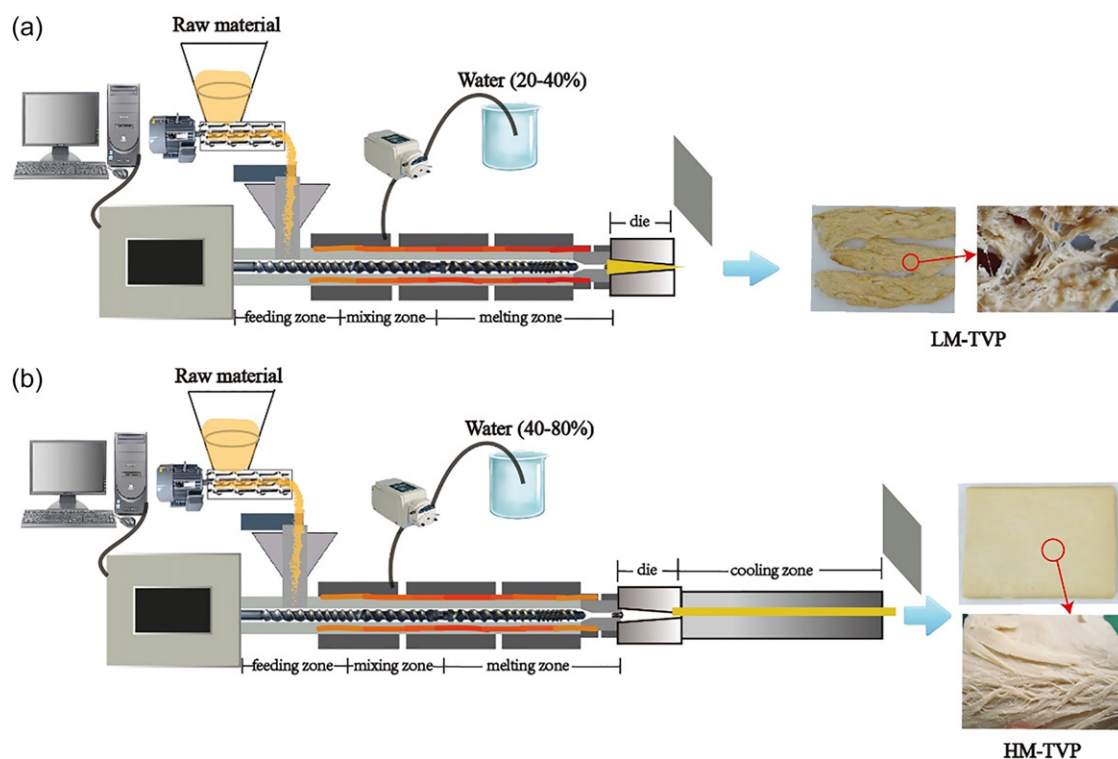 (a)
Raw material
Water (20-40%)
die
feeding zone
mixing zone
melting zone
LM-TVP
(b)
Raw material
Water (40-80%)
die
cooling zone
feeding zone
mixing zone
melting zone
HM-TVP